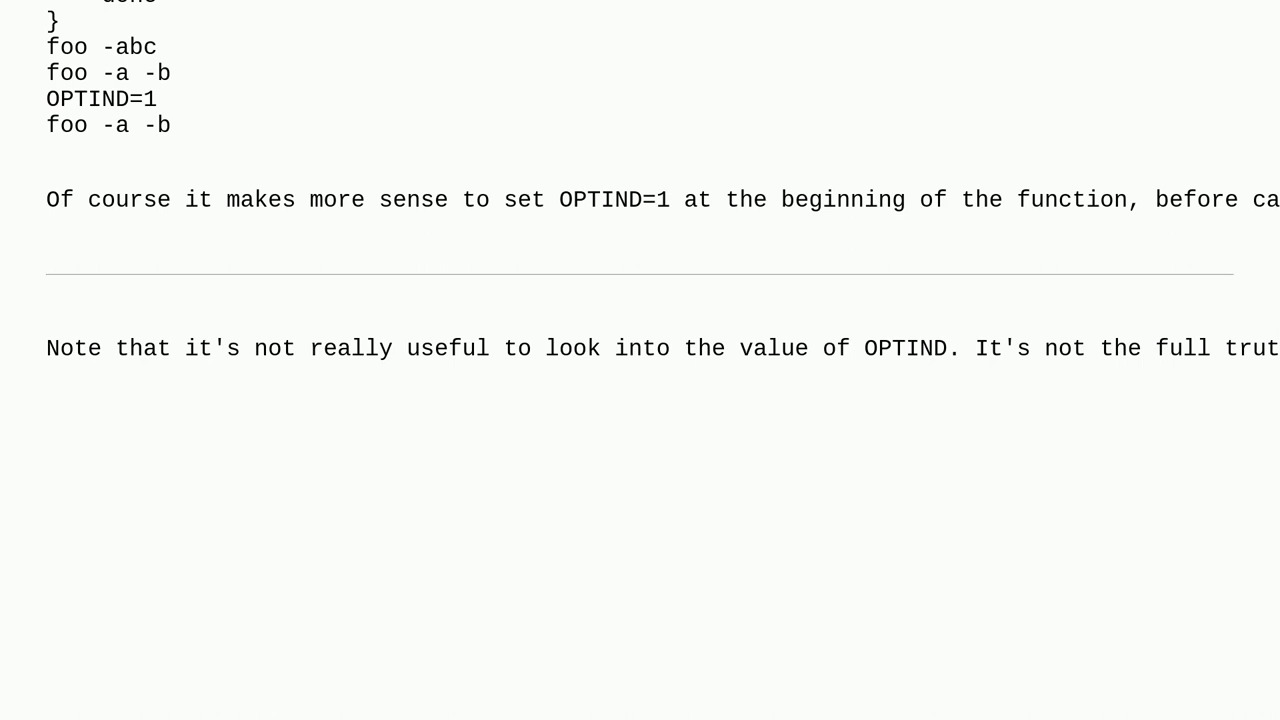 done
}
foo -abc
foo -a -b
OPTIND=1
foo -a -b
Of course it makes more sense to set OPTIND=1 at the beginning of the function, before ca
Note that it's not really useful to look into the value of OPTIND. It's not the full trut